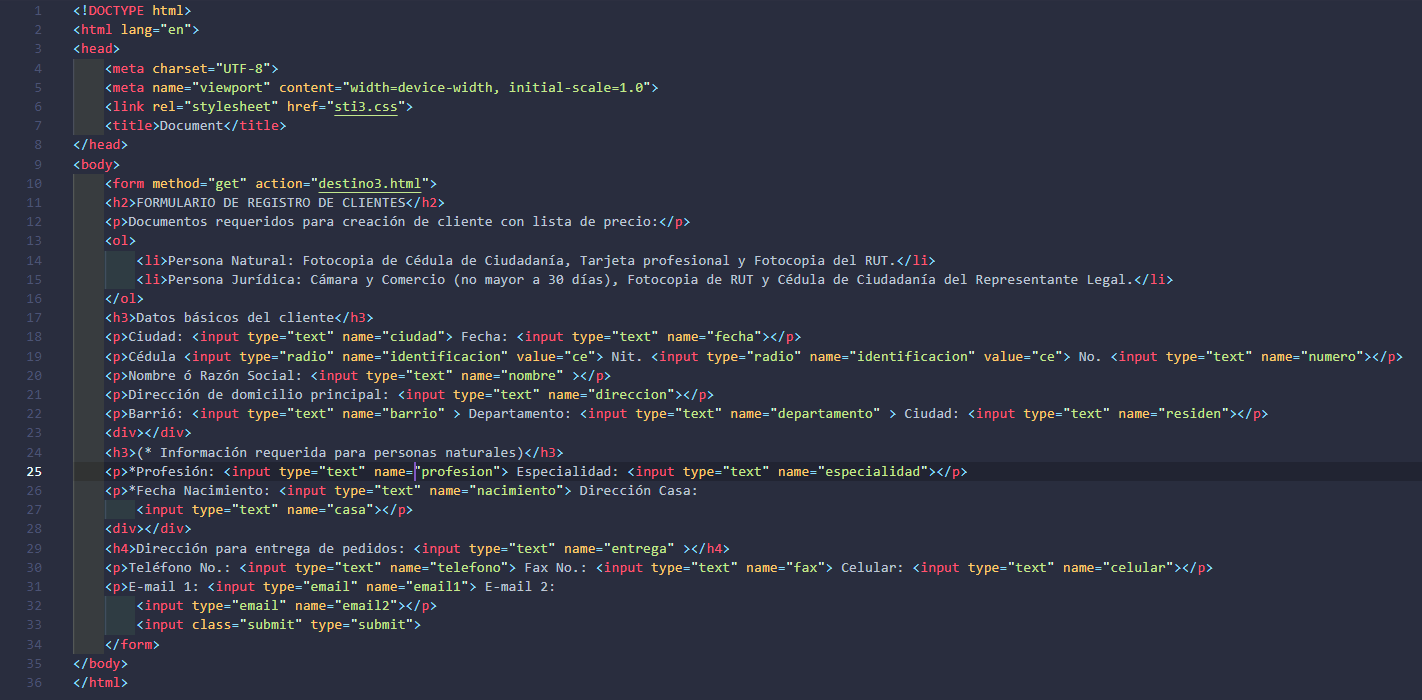 1 <!DOCTYPE html>
2 <html lang="en">
3 <head>
4 <meta charset="UTF-8">
5 <meta name="viewport" content="width=device-width, initial-scale=1.0">
6 <link rel="stylesheet" href="sti3.css">
7 <title>Document</title>
8 </head>
9 <body>
10 <form method="get" action="destino3.html">
11 <h2>FORMULARIO DE REGISTRO DE CLIENTES</h2>
12 <p>Documentos requeridos para creación de cliente con lista de precio:</p>
13 <ol>
14 <li>Persona Natural: Fotocopia de Cédula de Ciudadanía, Tarjeta profesional y Fotocopia del RUT.</li>
15 <li>Persona Jurídica: Cámara y Comercio (no mayor a 30 días), Fotocopia de RUT y Cédula de Ciudadanía del Representante Legal.</li>
16 </ol>
17 <h3>Datos básicos del cliente</h3>
18 <p>Ciudad: <input type="text" name="ciudad"> Fecha: <input type="text" name="fecha"></p>
19 <p>Cédula <input type="radio" name="identificacion" value="ce"> Nit. <input type="radio" name="identificacion" value="ce"> No. <input type="text" name="numero"></p>
20 <p>Nombre ó Razón Social: <input type="text" name="nombre" ></p>
21 <p>Dirección de domicilio principal: <input type="text" name="direccion"></p>
22 <p>Barrió: <input type="text" name="barrio" > Departamento: <input type="text" name="departamento" > Ciudad: <input type="text" name="residen"></p>
23 <div></div>
24 <h3>(* Información requerida para personas naturales)</h3>
25 <p>*Profesión: <input type="text" name="profesion"> Especialidad: <input type="text" name="especialidad"></p>
26 <p>*Fecha Nacimiento: <input type="text" name="nacimiento"> Dirección Casa:
27 <input type="text" name="casa"></p>
28 <div></div>
29 <h4>Dirección para entrega de pedidos: <input type="text" name="entrega" ></h4>
30 <p>Teléfono No.: <input type="text" name="telefono"> Fax No.: <input type="text" name="fax"> Celular: <input type="text" name="celular"></p>
31 <p>E-mail 1: <input type="email" name="email1"> E-mail 2:
32 <input type="email" name="email2"></p>
33 <input class="submit" type="submit">
34 </form>
35 </body>
36 </html>